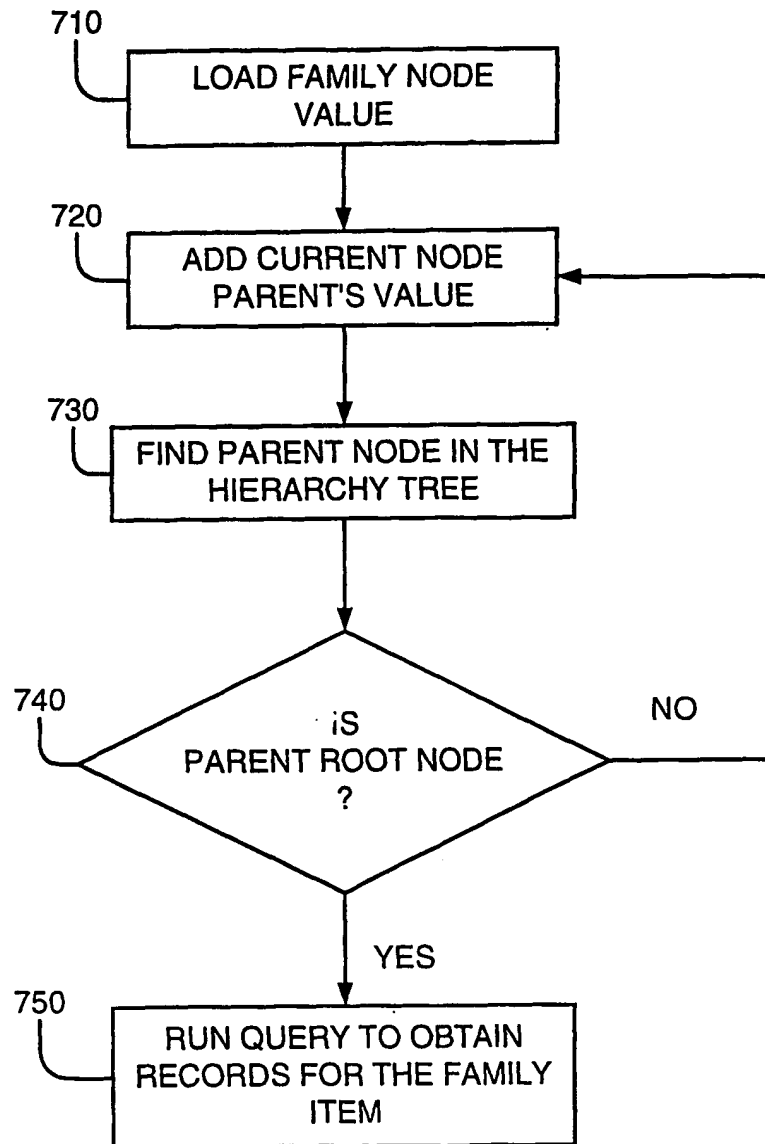 710
LOAD FAMILY NODE
VALUE
720
ADD CURRENT NODE
PARENT'S VALUE
730
FIND PARENT NODE IN THE
HIERARCHY TREE
740
iS
PARENT ROOT NODE
?
NO
YES
750
RUN QUERY TO OBTAIN
RECORDS FOR THE FAMILY
ITEM